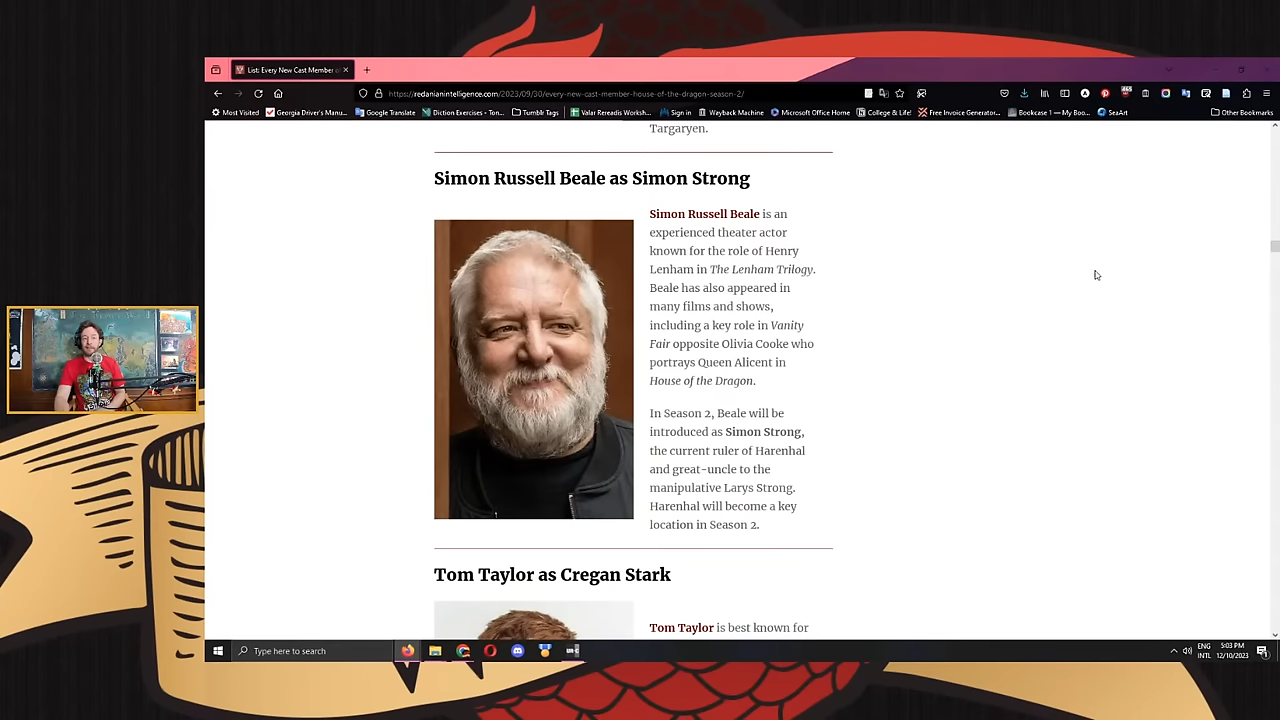 List: Every New Cast Member of
https://redanianintelligence.com/2023/09/30/every-new-cast-member-house-of-the-dragon-season-2/
Most Visited
Georgia Driver's Manu...
Google Translate
Diction Exercises - Ton...
Tumblr Tags
Valar Rereadis Worksh...
Sign in
Wayback Machine
Microsoft Office Home
College & Life!
Free Invoice Generator...
Bookcase 1 — My Boo...
SeaArt
Other Bookmarks
Targaryen.
Simon Russell Beale as Simon Strong
Simon Russell Beale is an
experienced theater actor
known for the role of Henry
Lenham in The Lenham Trilogy.
Beale has also appeared in
many films and shows,
including a key role in Vanity
Fair opposite Olivia Cooke who
portrays Queen Alicent in
House of the Dragon.
In Season 2, Beale will be
introduced as Simon Strong,
the current ruler of Harenhal
and great-uncle to the
manipulative Larys Strong.
Harenhal will become a key
location in Season 2.
Tom Taylor as Cregan Stark
Tom Taylor is best known for
Type here to search
ENG
INTL
5:03 PM
12/10/2023